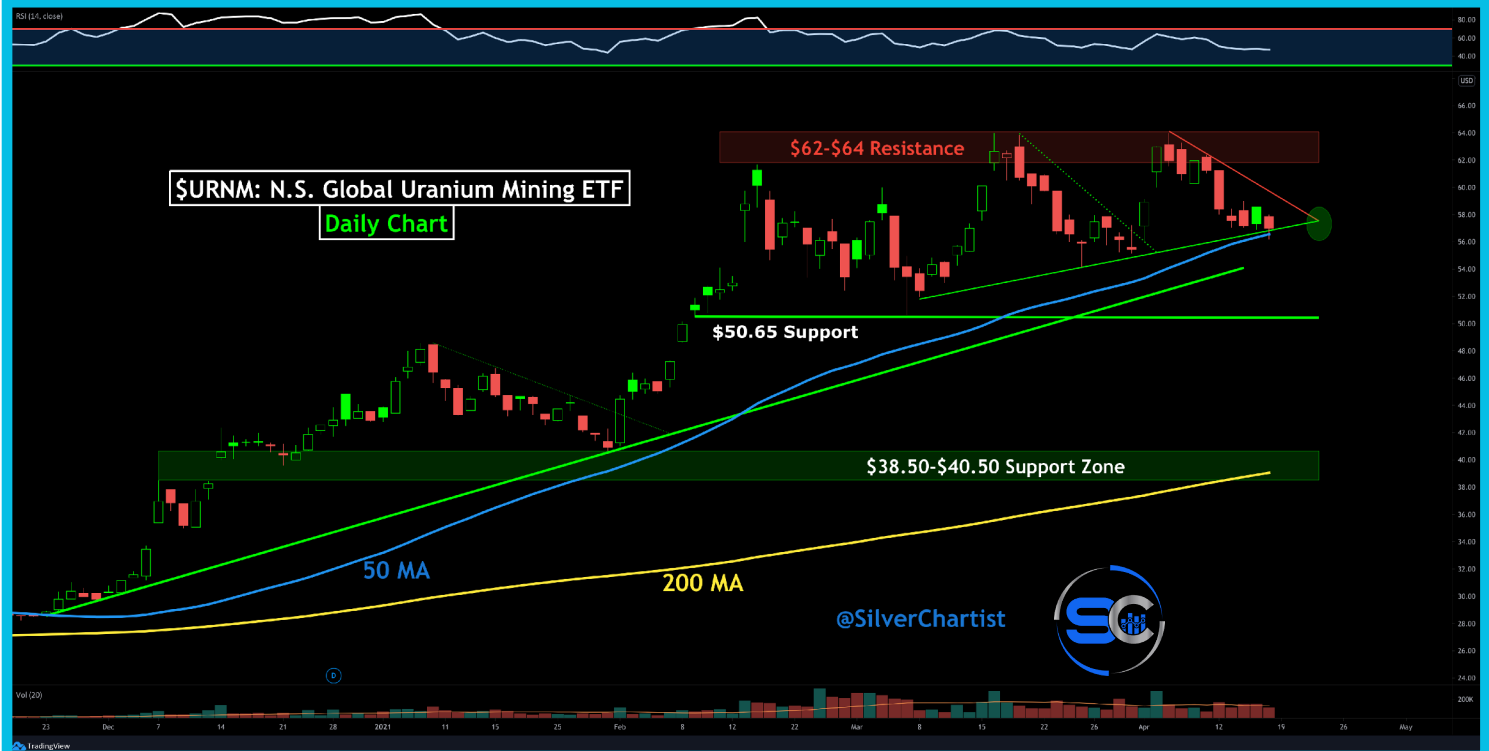 RSI (14, close)
80.00
60.00
40.00
USD
66.00
64.00
62.00
60.00
58.00
56.00
54.00
52.00
50.00
48.00
46.00
44.00
42.00
40.00
38.00
36.00
34.00
32.00
30.00
28.00
26.00
24.00
$62-$64 Resistance
$URNM: N.S. Global Uranium Mining ETF
Daily Chart
$50.65 Support
$38.50-$40.50 Support Zone
50 MA
200 MA
@SilverChartist
SC
D
Vol (20)
200K
23 Dec 7 14 21 28 2021 11 19 25 Feb 8 12 22 Mar 8 15 22 Apr 12 19 26 May
TradingView